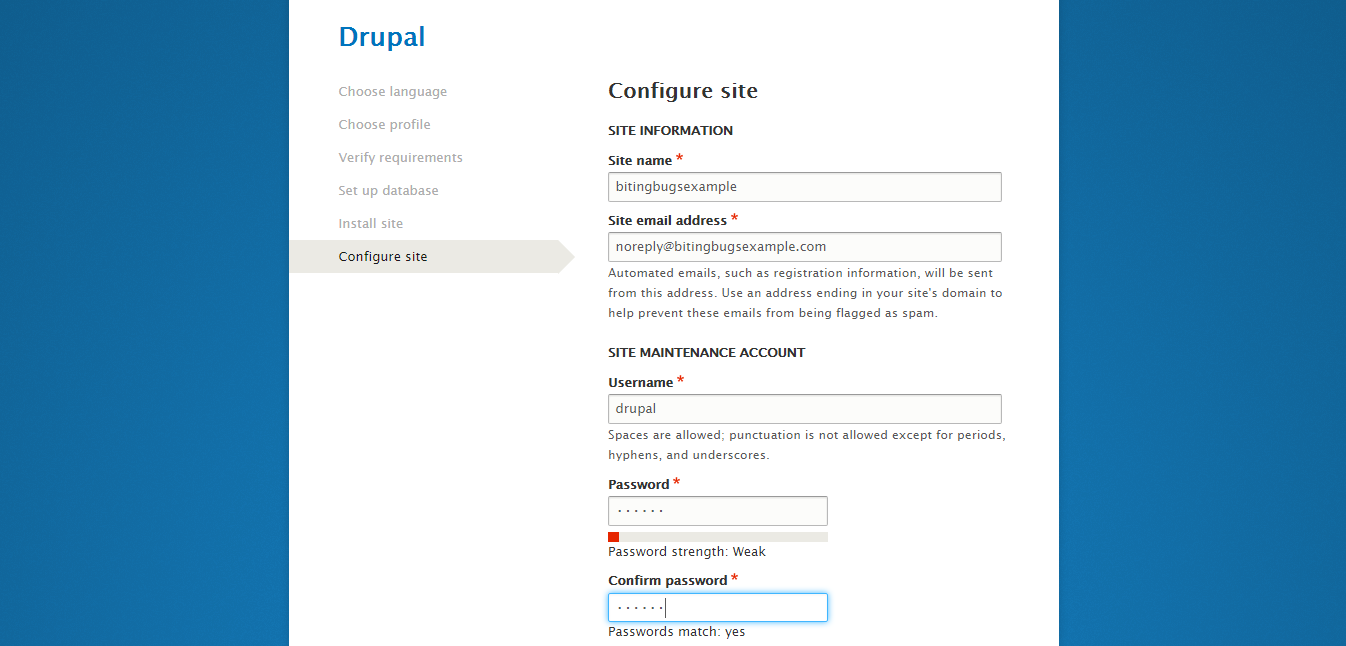 Drupal
Choose language
Choose profile
Verify requirements
Set up database
Install site
Configure site
Configure site
SITE INFORMATION
Site name *
bitingbugsexample
Site email address *
noreply@bitingbugsexample.com
Automated emails, such as registration information, will be sent
from this address. Use an address ending in your site's domain to
help prevent these emails from being flagged as spam.
SITE MAINTENANCE ACCOUNT
Username *
drupal
Spaces are allowed; punctuation is not allowed except for periods,
hyphens, and underscores.
Password *
······
Password strength: Weak
Confirm password *
······
Passwords match: yes